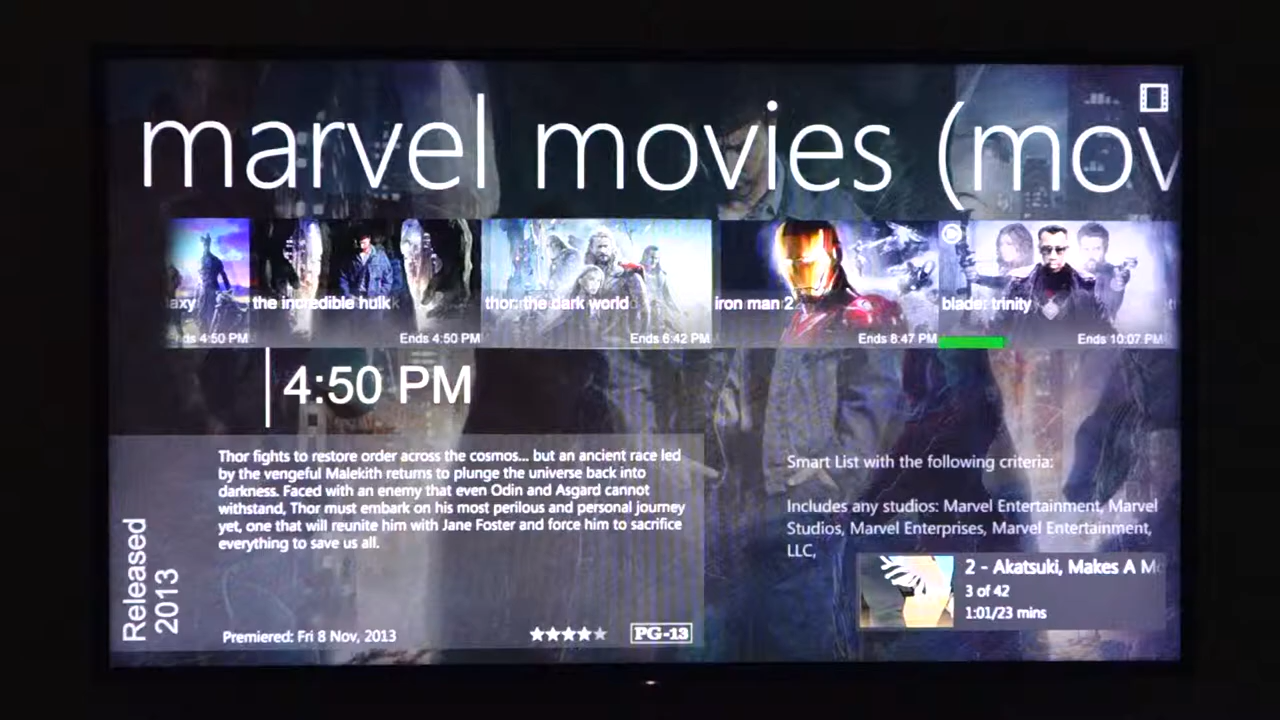 marvel movies (mov
axy
the incredible hulk
thor: the dark world
iron man 2
blade: trinity
ds 4:50 PM
Ends 4:50 PM
Ends 6:42 PM
Ends 8:47 PM
Ends 10:07 PM
4:50 PM
Thor fights to restore order across the cosmos... but an ancient race led
by the vengeful Malekith returns to plunge the universe back into
darkness. Faced with an enemy that even Odin and Asgard cannot
withstand, Thor must embark on his most perilous and personal journey
yet, one that will reunite him with Jane Foster and force him to sacrifice
everything to save us all.
Released
2013
Premiered: Fri 8 Nov, 2013
PG-13
Smart List with the following criteria:
Includes any studios: Marvel Entertainment, Marvel
Studios, Marvel Enterprises, Marvel Entertainment,
LLC,
2 - Akatsuki, Makes A Mo
3 of 42
1:01/23 mins